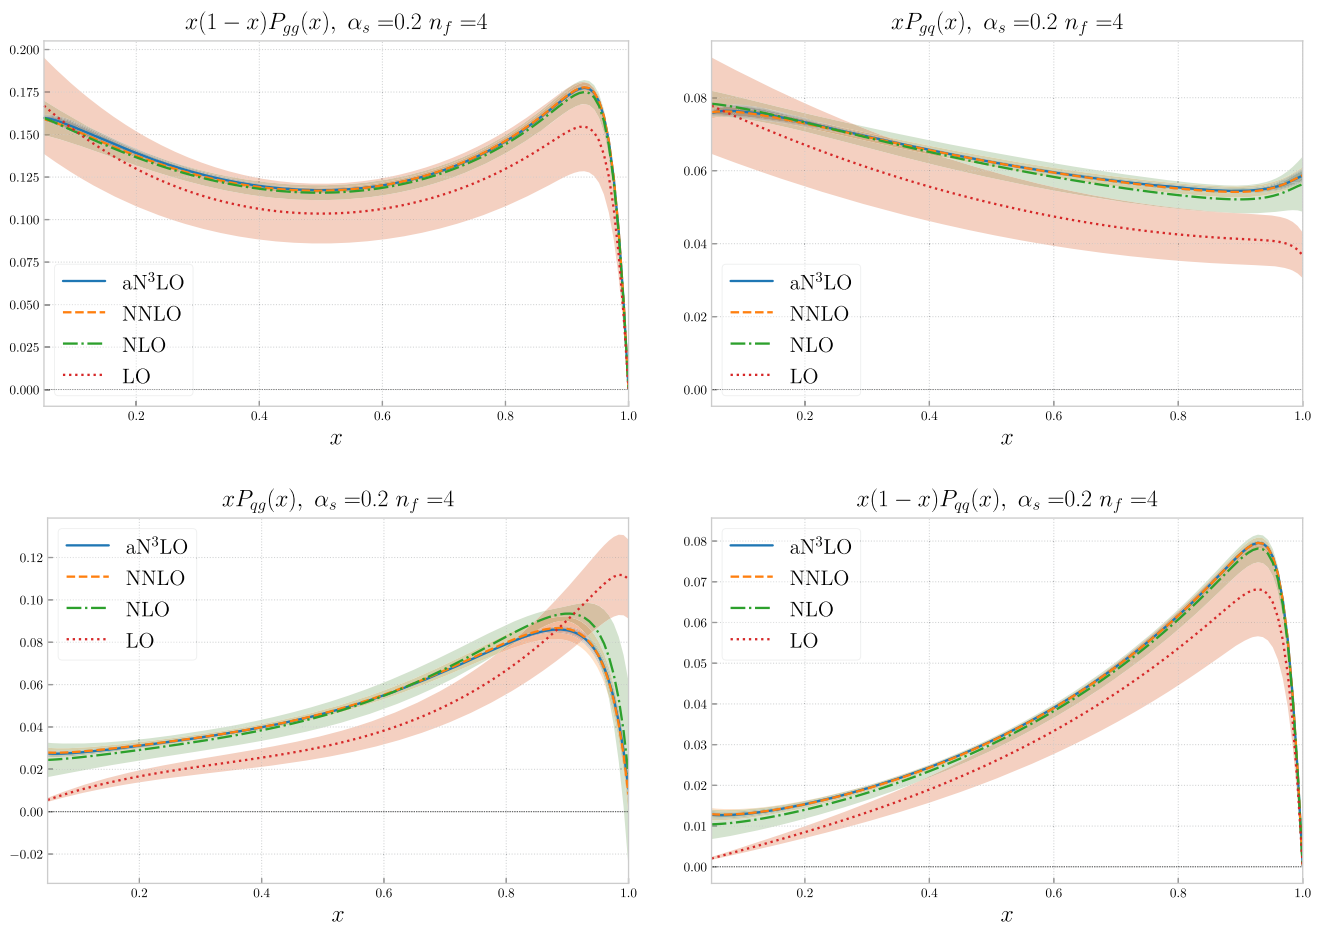 x(1 − x)P_gg(x), α_s =0.2 n_f =4
0.200
0.175
0.150
0.125
0.100
0.075
0.050
0.025
0.000
aN³LO
NNLO
NLO
LO
0.2 0.4 0.6 0.8 1.0
x
xP_gq(x), α_s =0.2 n_f =4
0.08
0.06
0.04
0.02
0.00
aN³LO
NNLO
NLO
LO
0.2 0.4 0.6 0.8 1.0
x
xP_qg(x), α_s =0.2 n_f =4
0.12
0.10
0.08
0.06
0.04
0.02
0.00
−0.02
aN³LO
NNLO
NLO
LO
0.2 0.4 0.6 0.8 1.0
x
x(1 − x)P_qq(x), α_s =0.2 n_f =4
0.08
0.07
0.06
0.05
0.04
0.03
0.02
0.01
0.00
aN³LO
NNLO
NLO
LO
0.2 0.4 0.6 0.8 1.0
x